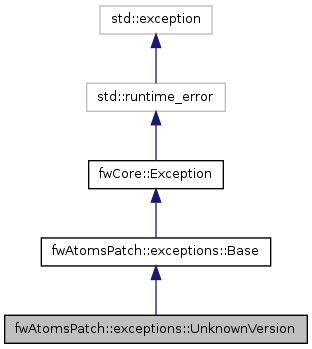 std::exception
std::runtime_error
fwCore::Exception
fwAtomsPatch::exceptions::Base
fwAtomsPatch::exceptions::UnknownVersion